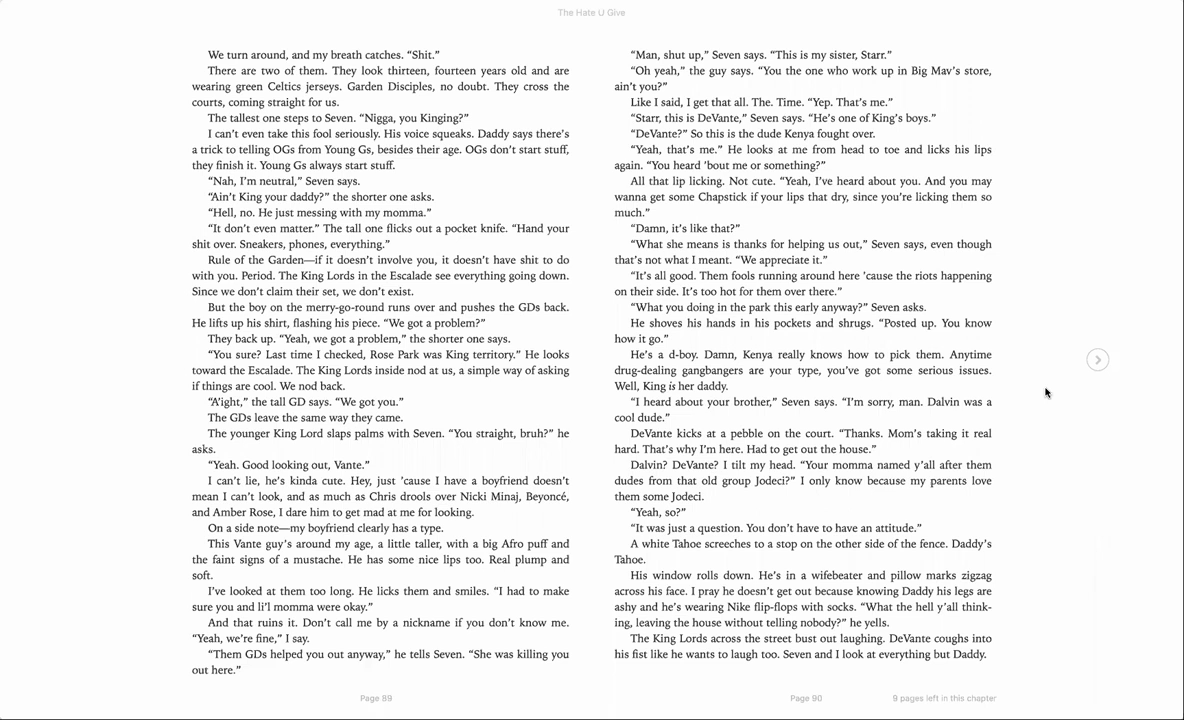 The Hate U Give
We turn around, and my breath catches. “Shit.”
There are two of them. They look thirteen, fourteen years old and are
wearing green Celtics jerseys. Garden Disciples, no doubt. They cross the
courts, coming straight for us.
The tallest one steps to Seven. “Nigga, you Kinging?”
I can’t even take this fool seriously. His voice squeaks. Daddy says there’s
a trick to telling OGs from Young Gs, besides their age. OGs don’t start stuff,
they finish it. Young Gs always start stuff.
“Nah, I’m neutral,” Seven says.
“Ain’t King your daddy?” the shorter one asks.
“Hell, no. He just messing with my momma.”
“It don’t even matter.” The tall one flicks out a pocket knife. “Hand your
shit over. Sneakers, phones, everything.”
Rule of the Garden—if it doesn’t involve you, it doesn’t have shit to do
with you. Period. The King Lords in the Escalade see everything going down.
Since we don’t claim their set, we don’t exist.
But the boy on the merry-go-round runs over and pushes the GDs back.
He lifts up his shirt, flashing his piece. “We got a problem?”
They back up. “Yeah, we got a problem,” the shorter one says.
“You sure? Last time I checked, Rose Park was King territory.” He looks
toward the Escalade. The King Lords inside nod at us, a simple way of asking
if things are cool. We nod back.
“A’ight,” the tall GD says. “We got you.”
The GDs leave the same way they came.
The younger King Lord slaps palms with Seven. “You straight, bruh?” he
asks.
“Yeah. Good looking out, Vante.”
I can’t lie, he’s kinda cute. Hey, just ’cause I have a boyfriend doesn’t
mean I can’t look, and as much as Chris drools over Nicki Minaj, Beyoncé,
and Amber Rose, I dare him to get mad at me for looking.
On a side note—my boyfriend clearly has a type.
This Vante guy’s around my age, a little taller, with a big Afro puff and
the faint signs of a mustache. He has some nice lips too. Real plump and
soft.
I’ve looked at them too long. He licks them and smiles. “I had to make
sure you and li’l momma were okay.”
And that ruins it. Don’t call me by a nickname if you don’t know me.
“Yeah, we’re fine,” I say.
“Them GDs helped you out anyway,” he tells Seven. “She was killing you
out here.”
Page 89
“Man, shut up,” Seven says. “This is my sister, Starr.”
“Oh yeah,” the guy says. “You the one who work up in Big Mav’s store,
ain’t you?”
Like I said, I get that all. The. Time. “Yep. That’s me.”
“Starr, this is DeVante,” Seven says. “He’s one of King’s boys.”
“DeVante?” So this is the dude Kenya fought over.
“Yeah, that’s me.” He looks at me from head to toe and licks his lips
again. “You heard ’bout me or something?”
All that lip licking. Not cute. “Yeah, I’ve heard about you. And you may
wanna get some Chapstick if your lips that dry, since you’re licking them so
much.”
“Damn, it’s like that?”
“What she means is thanks for helping us out,” Seven says, even though
that’s not what I meant. “We appreciate it.”
“It’s all good. Them fools running around here ’cause the riots happening
on their side. It’s too hot for them over there.”
“What you doing in the park this early anyway?” Seven asks.
He shoves his hands in his pockets and shrugs. “Posted up. You know
how it go.”
He’s a d-boy. Damn, Kenya really knows how to pick them. Anytime
drug-dealing gangbangers are your type, you’ve got some serious issues.
Well, King is her daddy.
“I heard about your brother,” Seven says. “I’m sorry, man. Dalvin was a
cool dude.”
DeVante kicks at a pebble on the court. “Thanks. Mom’s taking it real
hard. That’s why I’m here. Had to get out the house.”
Dalvin? DeVante? I tilt my head. “Your momma named y’all after them
dudes from that old group Jodeci?” I only know because my parents love
them some Jodeci.
“Yeah, so?”
“It was just a question. You don’t have to have an attitude.”
A white Tahoe screeches to a stop on the other side of the fence. Daddy’s
Tahoe.
His window rolls down. He’s in a wifebeater and pillow marks zigzag
across his face. I pray he doesn’t get out because knowing Daddy his legs are
ashy and he’s wearing Nike flip-flops with socks. “What the hell y’all think-
ing, leaving the house without telling nobody?” he yells.
The King Lords across the street bust out laughing. DeVante coughs into
his fist like he wants to laugh too. Seven and I look at everything but Daddy.
Page 90
9 pages left in this chapter